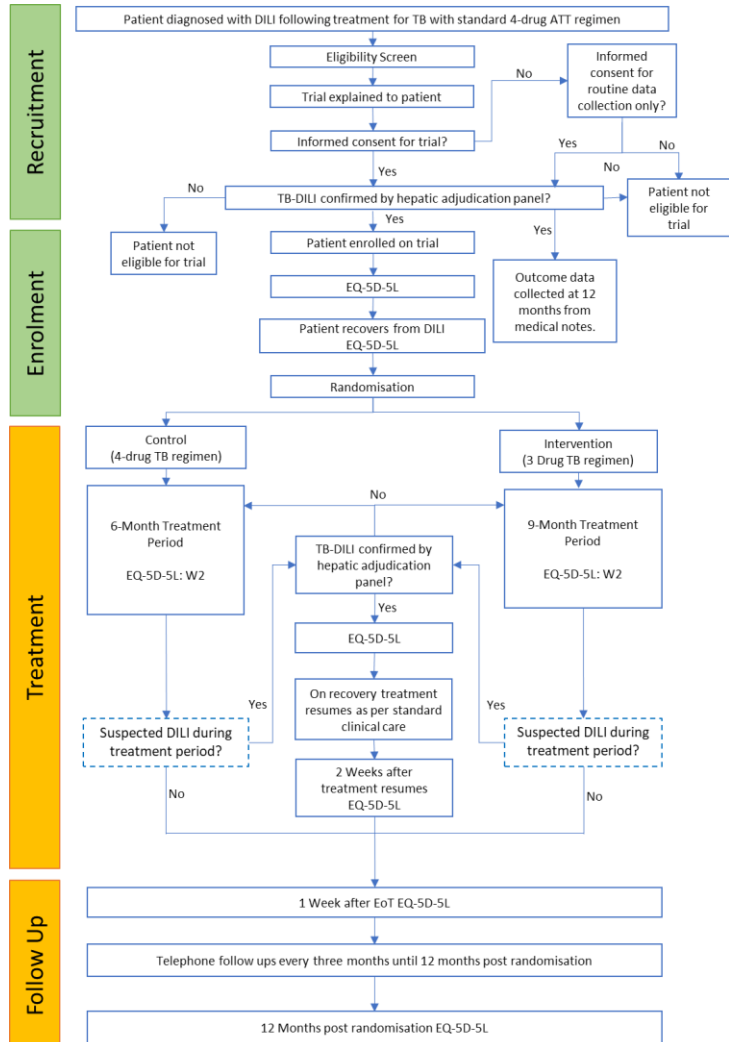 Patient diagnosed with DILI following treatment for TB with standard 4-drug ATT regimen
Recruitment
Eligibility Screen
Trial explained to patient
Informed consent for trial?
No
Informed
consent for
routine data
collection only?
Yes
Yes
No
No
No
TB-DILI confirmed by hepatic adjudication panel?
Patient not
eligible for
trial
Yes
Yes
Patient not
eligible for trial
Enrolment
Patient enrolled on trial
EQ-5D-5L
Outcome data
collected at 12
months from
medical notes.
Patient recovers from DILI
EQ-5D-5L
Randomisation
Treatment
Control
(4-drug TB regimen)
Intervention
(3 Drug TB regimen)
No
6-Month Treatment
Period
EQ-5D-5L: W2
9-Month Treatment
Period
EQ-5D-5L: W2
TB-DILI confirmed by
hepatic adjudication
panel?
Yes
EQ-5D-5L
On recovery treatment
resumes as per standard
clinical care
Yes
Yes
Suspected DILI during
treatment period?
Suspected DILI during
treatment period?
2 Weeks after
treatment resumes
EQ-5D-5L
No
No
Follow Up
1 Week after EoT EQ-5D-5L
Telephone follow ups every three months until 12 months post randomisation
12 Months post randomisation EQ-5D-5L